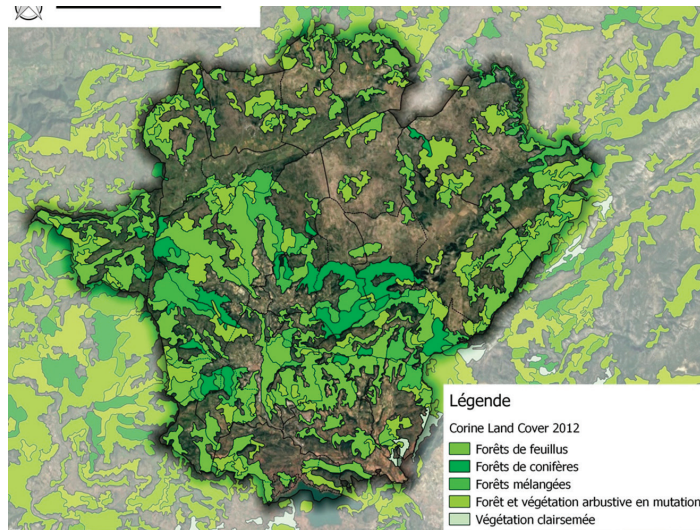 Légende
Corine Land Cover 2012
Forêts de feuillus
Forêts de conifères
Forêts mélangées
Forêt et végétation arbustive en mutation
Végétation clairsemée